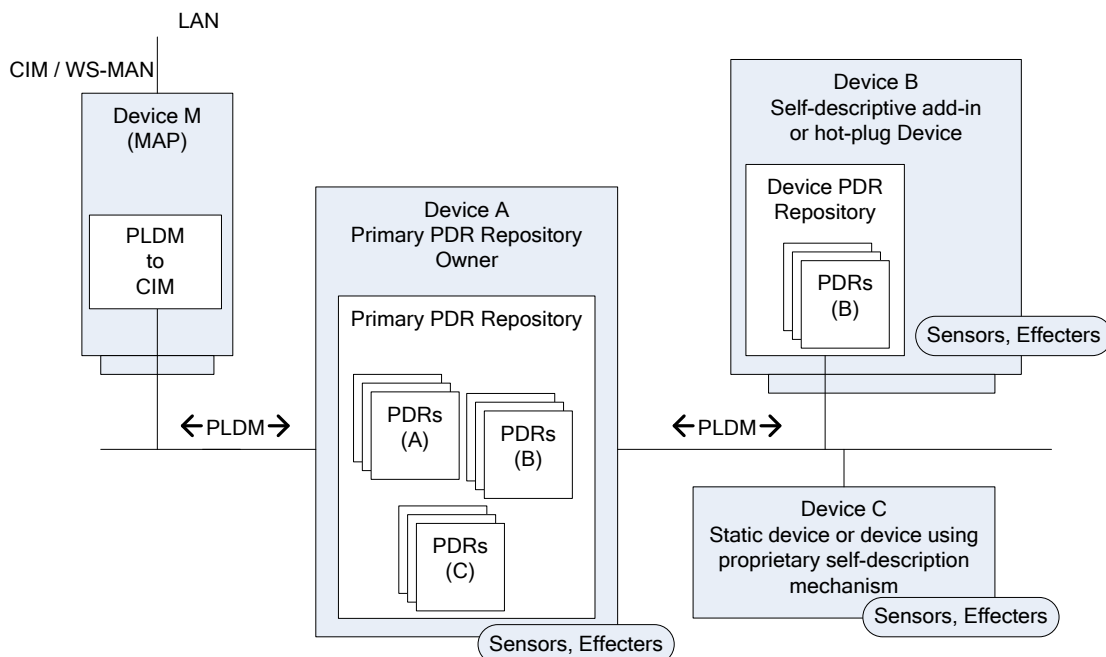 LAN
CIM / WS-MAN
Device M
(MAP)
PLDM
to
CIM
Device A
Primary PDR Repository
Owner
Primary PDR Repository
PDRs
(A)
PDRs
(B)
PDRs
(C)
Sensors, Effecters
PLDM
PLDM
Device B
Self-descriptive add-in
or hot-plug Device
Device PDR
Repository
PDRs
(B)
Sensors, Effecters
Device C
Static device or device using
proprietary self-description
mechanism
Sensors, Effecters